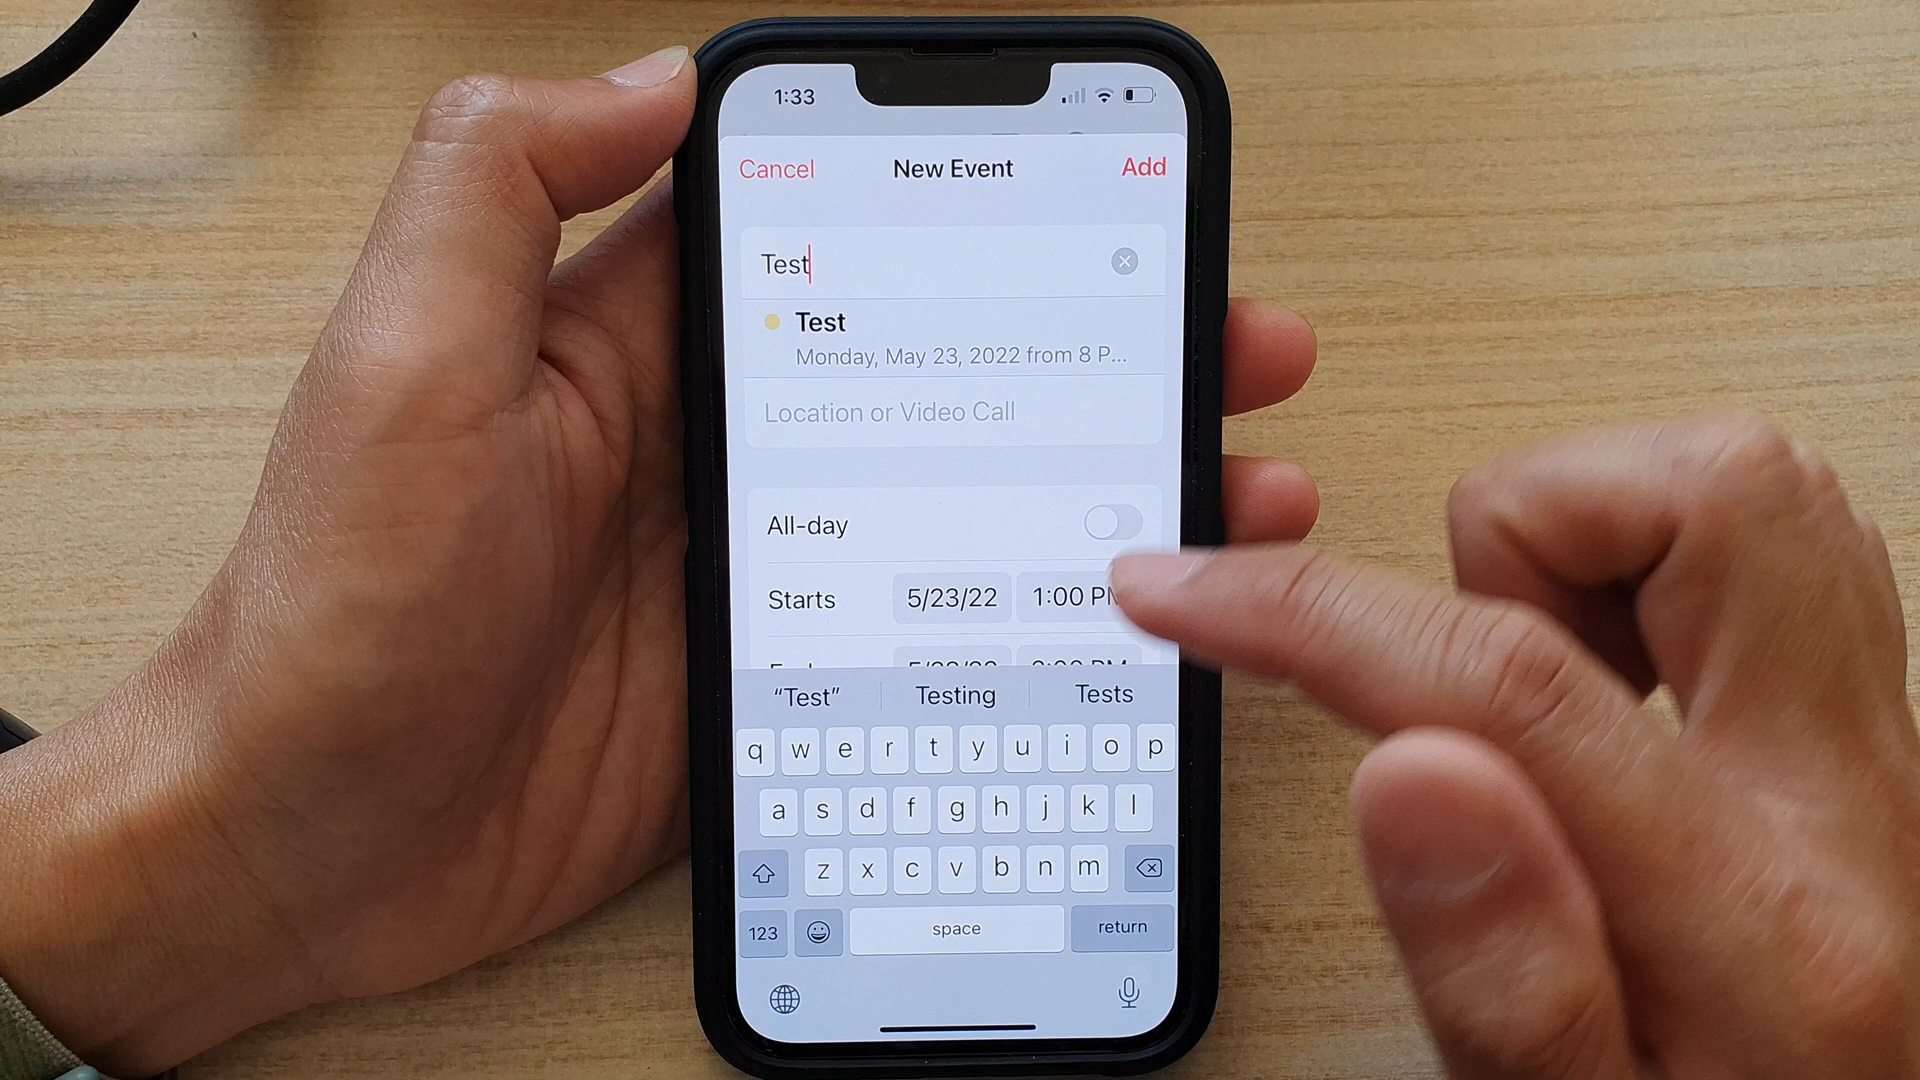 1:33
Cancel New Event Add
Test
Test
Monday, May 23, 2022 from 8 P...
Location or Video Call
All-day
Starts 5/23/22 1:00 PM
"Test" Testing Tests
q w e r t y u i o p
a s d f g h j k l
z x c v b n m
123 space return